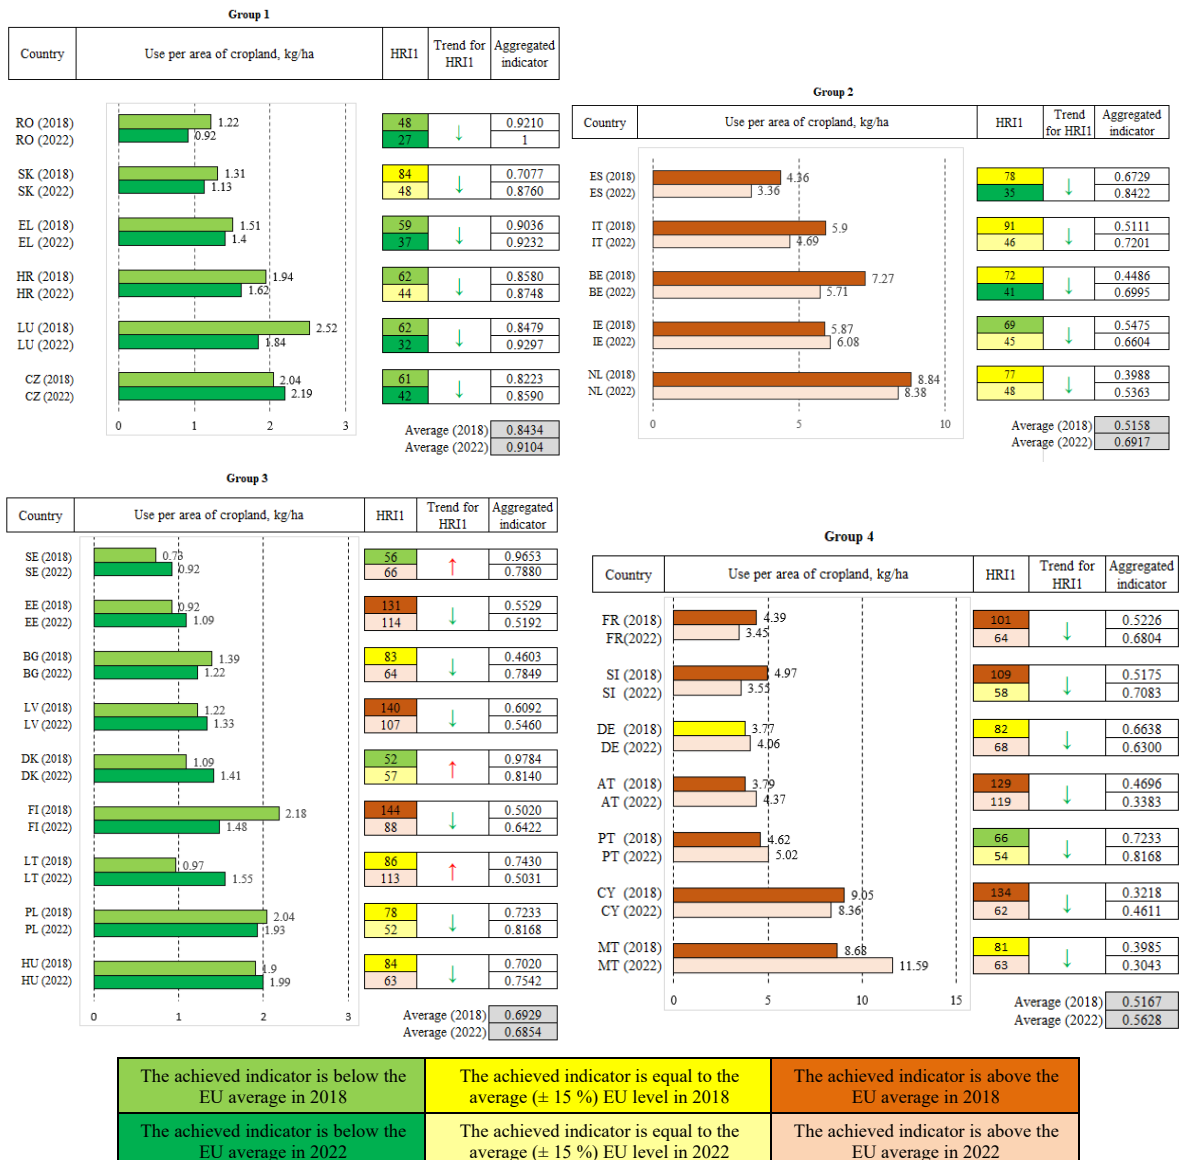 Group 1
Country Use per area of cropland, kg/ha HRI1 Trend for HRI1 Aggregated indicator
RO (2018) 1.22 48 0.9210
RO (2022) 0.92 27 ↓ 1
SK (2018) 1.31 84 0.7077
SK (2022) 1.13 48 ↓ 0.8760
EL (2018) 1.51 59 0.9036
EL (2022) 1.4 37 ↓ 0.9232
HR (2018) 1.94 62 0.8580
HR (2022) 1.62 44 ↓ 0.8748
LU (2018) 2.52 62 0.8479
LU (2022) 1.84 32 ↓ 0.9297
CZ (2018) 2.04 61 0.8223
CZ (2022) 2.19 42 ↓ 0.8590
0 1 2 3
Average (2018) 0.8434
Average (2022) 0.9104
Group 2
Country Use per area of cropland, kg/ha HRI1 Trend for HRI1 Aggregated indicator
ES (2018) 4.36 78 0.6729
ES (2022) 3.36 35 ↓ 0.8422
IT (2018) 5.9 91 0.5111
IT (2022) 4.69 46 ↓ 0.7201
BE (2018) 7.27 72 0.4486
BE (2022) 5.71 41 ↓ 0.6995
IE (2018) 5.87 69 0.5475
IE (2022) 6.08 45 ↓ 0.6604
NL (2018) 8.84 77 0.3988
NL (2022) 8.38 48 ↓ 0.5363
0 5 10
Average (2018) 0.5158
Average (2022) 0.6917
Group 3
Country Use per area of cropland, kg/ha HRI1 Trend for HRI1 Aggregated indicator
SE (2018) 0.73 56 0.9653
SE (2022) 0.92 66 ↑ 0.7880
EE (2018) 0.92 131 0.5529
EE (2022) 1.09 114 ↓ 0.5192
BG (2018) 1.39 83 0.4603
BG (2022) 1.22 64 ↓ 0.7849
LV (2018) 1.22 140 0.6092
LV (2022) 1.33 107 ↓ 0.5460
DK (2018) 1.09 52 0.9784
DK (2022) 1.41 57 ↑ 0.8140
FI (2018) 2.18 144 0.5020
FI (2022) 1.48 88 ↓ 0.6422
LT (2018) 0.97 86 0.7430
LT (2022) 1.55 113 ↑ 0.5031
PL (2018) 2.04 78 0.7233
PL (2022) 1.93 52 ↓ 0.8168
HU (2018) 1.9 84 0.7020
HU (2022) 1.99 63 ↓ 0.7542
0 1 2 3
Average (2018) 0.6929
Average (2022) 0.6854
Group 4
Country Use per area of cropland, kg/ha HRI1 Trend for HRI1 Aggregated indicator
FR (2018) 4.39 101 0.5226
FR(2022) 3.45 64 ↓ 0.6804
SI (2018) 4.97 109 0.5175
SI (2022) 3.55 58 ↓ 0.7083
DE (2018) 3.77 82 0.6638
DE (2022) 4.06 68 ↓ 0.6300
AT (2018) 3.79 129 0.4696
AT (2022) 4.37 119 ↓ 0.3383
PT (2018) 4.62 66 0.7233
PT (2022) 5.02 54 ↓ 0.8168
CY (2018) 9.05 134 0.3218
CY (2022) 8.36 62 ↓ 0.4611
MT (2018) 8.68 81 0.3985
MT (2022) 11.59 63 ↓ 0.3043
0 5 10 15
Average (2018) 0.5167
Average (2022) 0.5628
The achieved indicator is below the
EU average in 2018
The achieved indicator is equal to the
average (± 15 %) EU level in 2018
The achieved indicator is above the
EU average in 2018
The achieved indicator is below the
EU average in 2022
The achieved indicator is equal to the
average (± 15 %) EU level in 2022
The achieved indicator is above the
EU average in 2022